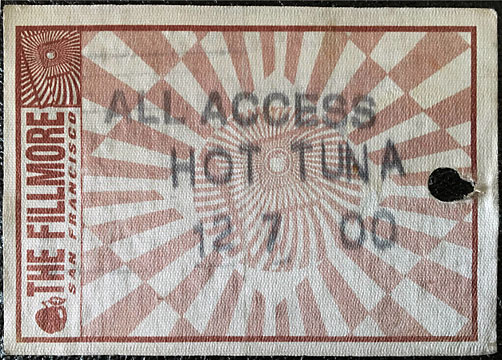 THE FILLMORE
SAN FRANCISCO
ALL ACCESS
HOT TUNA
12 7 00